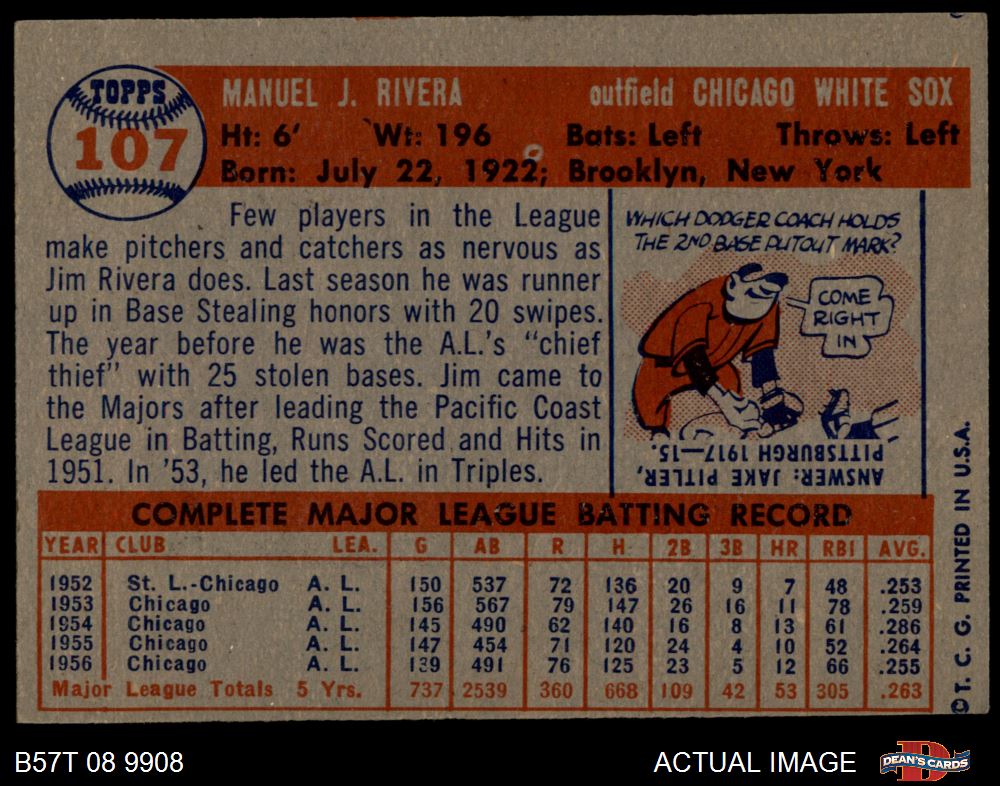 TOPPS
107
MANUEL J. RIVERA outfield CHICAGO WHITE SOX
Ht: 6' Wt: 196 Bats: Left Throws: Left
Born: July 22, 1922; Brooklyn, New York
Few players in the League
make pitchers and catchers as nervous as
Jim Rivera does. Last season he was runner
up in Base Stealing honors with 20 swipes.
The year before he was the A.L.'s "chief
thief" with 25 stolen bases. Jim came to
the Majors after leading the Pacific Coast
League in Batting, Runs Scored and Hits in
1951. In '53, he led the A.L. in Triples.
WHICH DODGER COACH HOLDS
THE 2ND BASE PUTOUT MARK?
COME
RIGHT
IN
ANSWER: JAKE PITLER,
PITTSBURGH 1917—15.
COMPLETE MAJOR LEAGUE BATTING RECORD
YEAR CLUB LEA. G AB R H 2B 3B HR RBI AVG.
1952 St. L.-Chicago A. L. 150 537 72 136 20 9 7 48 .253
1953 Chicago A. L. 156 567 79 147 26 16 11 78 .259
1954 Chicago A. L. 145 490 62 140 16 8 13 61 .286
1955 Chicago A. L. 147 454 71 120 24 4 10 52 .264
1956 Chicago A. L. 139 491 76 125 23 5 12 66 .255
Major League Totals 5 Yrs. 737 2539 360 668 109 42 53 305 .263
©T. C. G. PRINTED IN U.S.A.
B57T 08 9908 ACTUAL IMAGE
D
DEAN'S CARDS